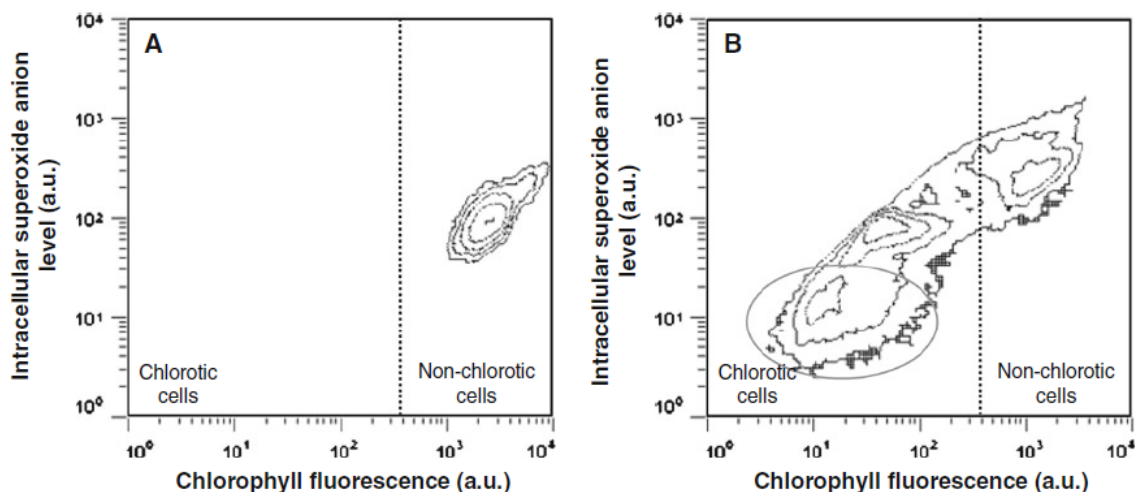 A
Intracellular superoxide anion
level (a.u.)
10⁴
10³
10²
10¹
10⁰
Chlorotic
cells
Non-chlorotic
cells
10⁰ 10¹ 10² 10³ 10⁴
Chlorophyll fluorescence (a.u.)
B
Intracellular superoxide anion
level (a.u.)
10⁴
10³
10²
10¹
10⁰
Chlorotic
cells
Non-chlorotic
cells
10⁰ 10¹ 10² 10³ 10⁴
Chlorophyll fluorescence (a.u.)